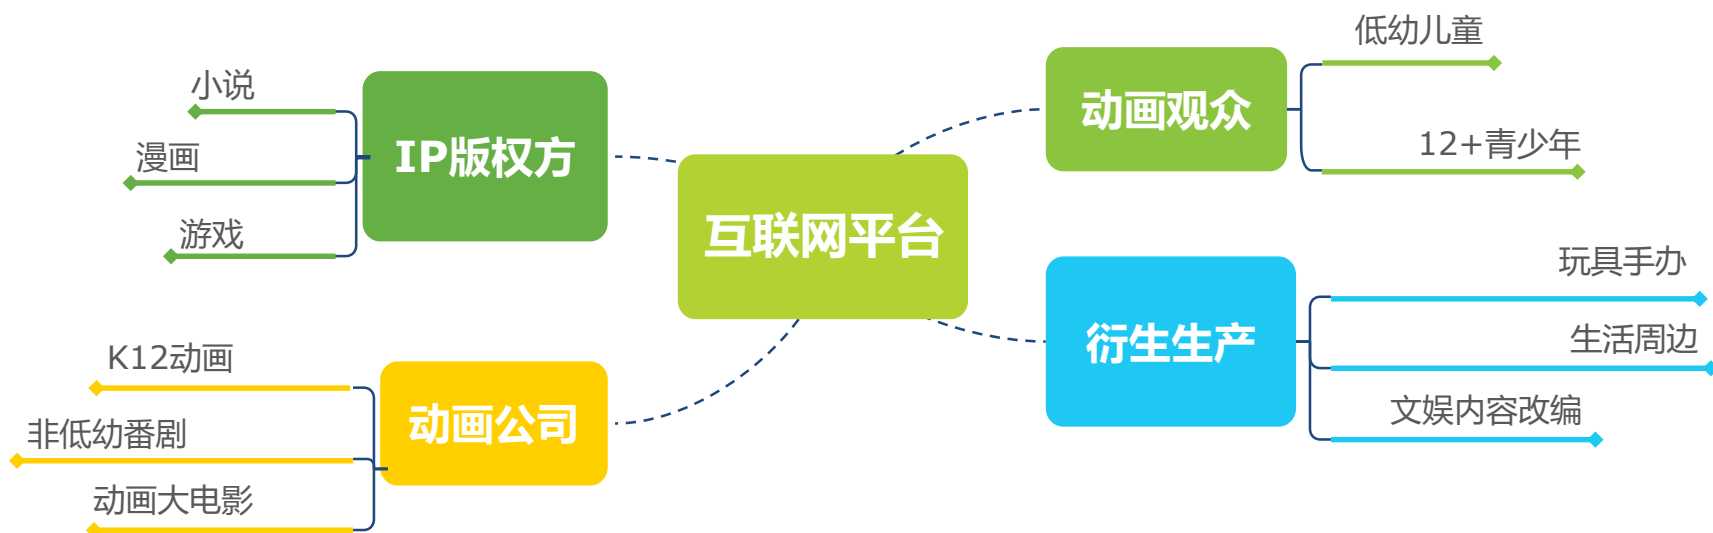 小说
漫画
游戏
IP版权方
K12动画
非低幼番剧
动画大电影
动画公司
互联网平台
动画观众
低幼儿童
12+青少年
衍生生产
玩具手办
生活周边
文娱内容改编